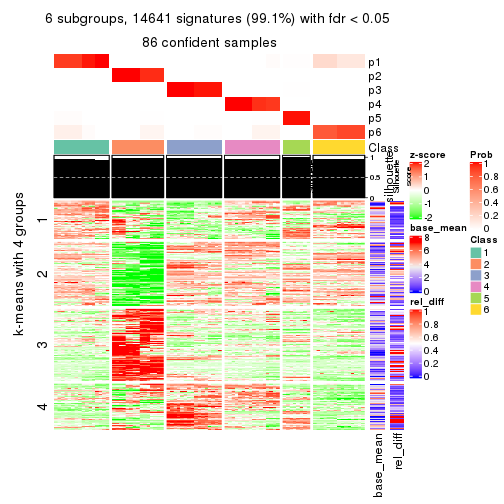 6 subgroups, 14641 signatures (99.1%) with fdr < 0.05
86 confident samples
p1
p2
p3
p4
p5
p6
Class
1
0.5
0
silhouette
Silhouette
score
k-means with 4 groups
1
2
3
4
base_mean
rel_diff
z-score
2
1
0
-1
-2
base_mean
8
6
4
2
0
rel_diff
1
0.8
0.6
0.4
0.2
0
Prob
1
0.8
0.6
0.4
0.2
0
Class
1
2
3
4
5
6